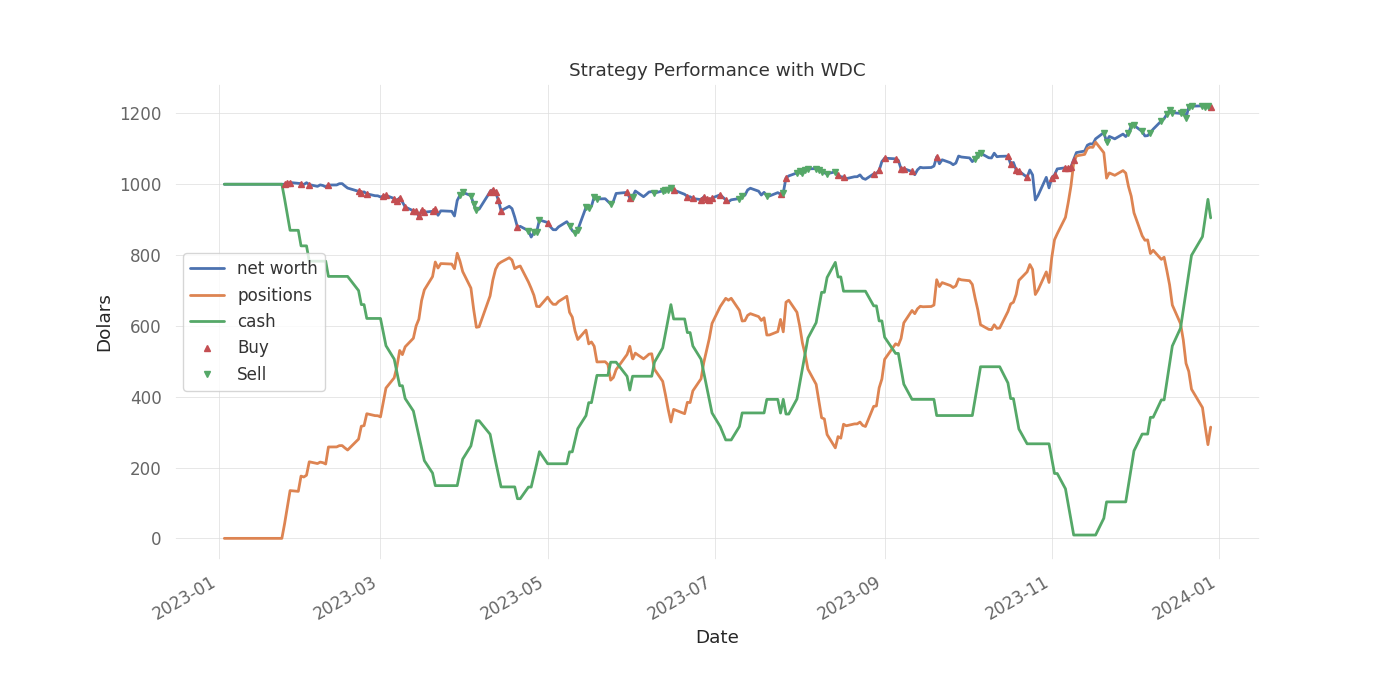 Strategy Performance with WDC
1200
1000
800
600
400
200
0
Dolars
net worth
positions
cash
Buy
Sell
2023-01
2023-03
2023-05
2023-07
2023-09
2023-11
2024-01
Date